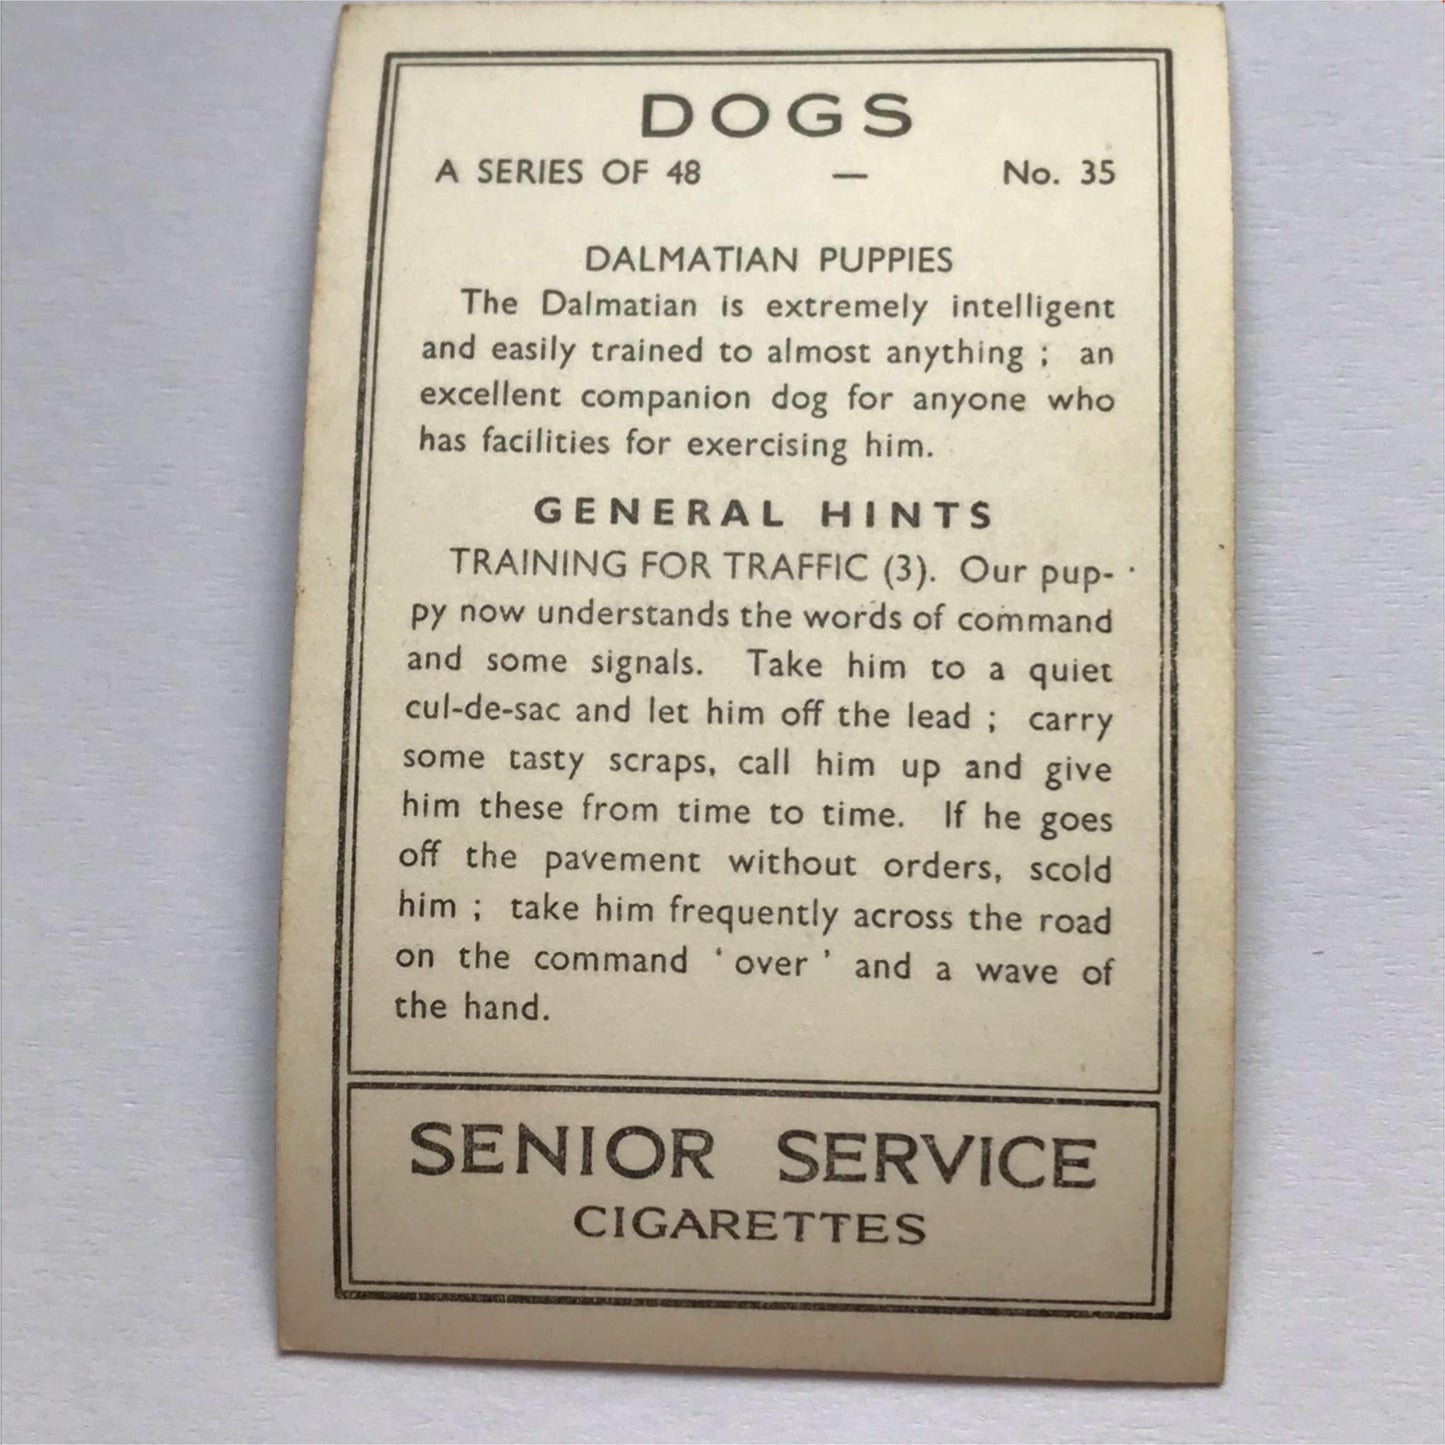 DOGS
A SERIES OF 48 — No. 35
DALMATIAN PUPPIES
The Dalmatian is extremely intelligent
and easily trained to almost anything ; an
excellent companion dog for anyone who
has facilities for exercising him.
GENERAL HINTS
TRAINING FOR TRAFFIC (3). Our pup-
py now understands the words of command
and some signals. Take him to a quiet
cul-de-sac and let him off the lead ; carry
some tasty scraps, call him up and give
him these from time to time. If he goes
off the pavement without orders, scold
him ; take him frequently across the road
on the command ‘ over ’ and a wave of
the hand.
SENIOR SERVICE
CIGARETTES